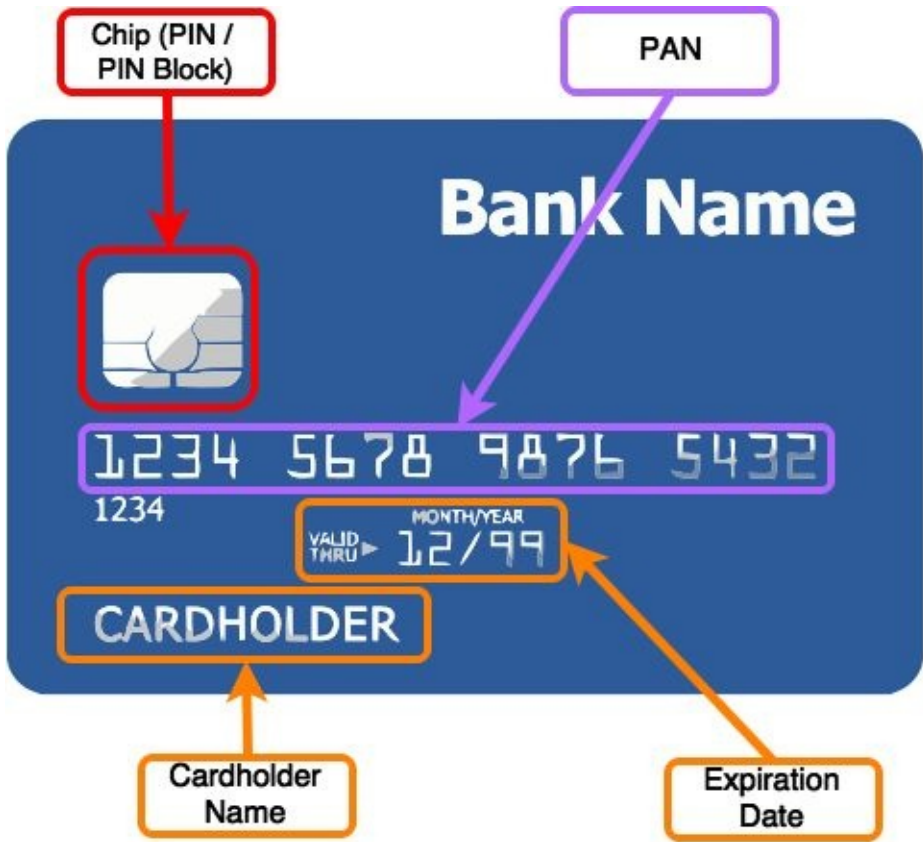 Chip (PIN /
PIN Block)
PAN
Bank Name
1234 5678 9876 5432
1234
MONTH/YEAR
VALID
THRU
12/99
CARDHOLDER
Cardholder
Name
Expiration
Date